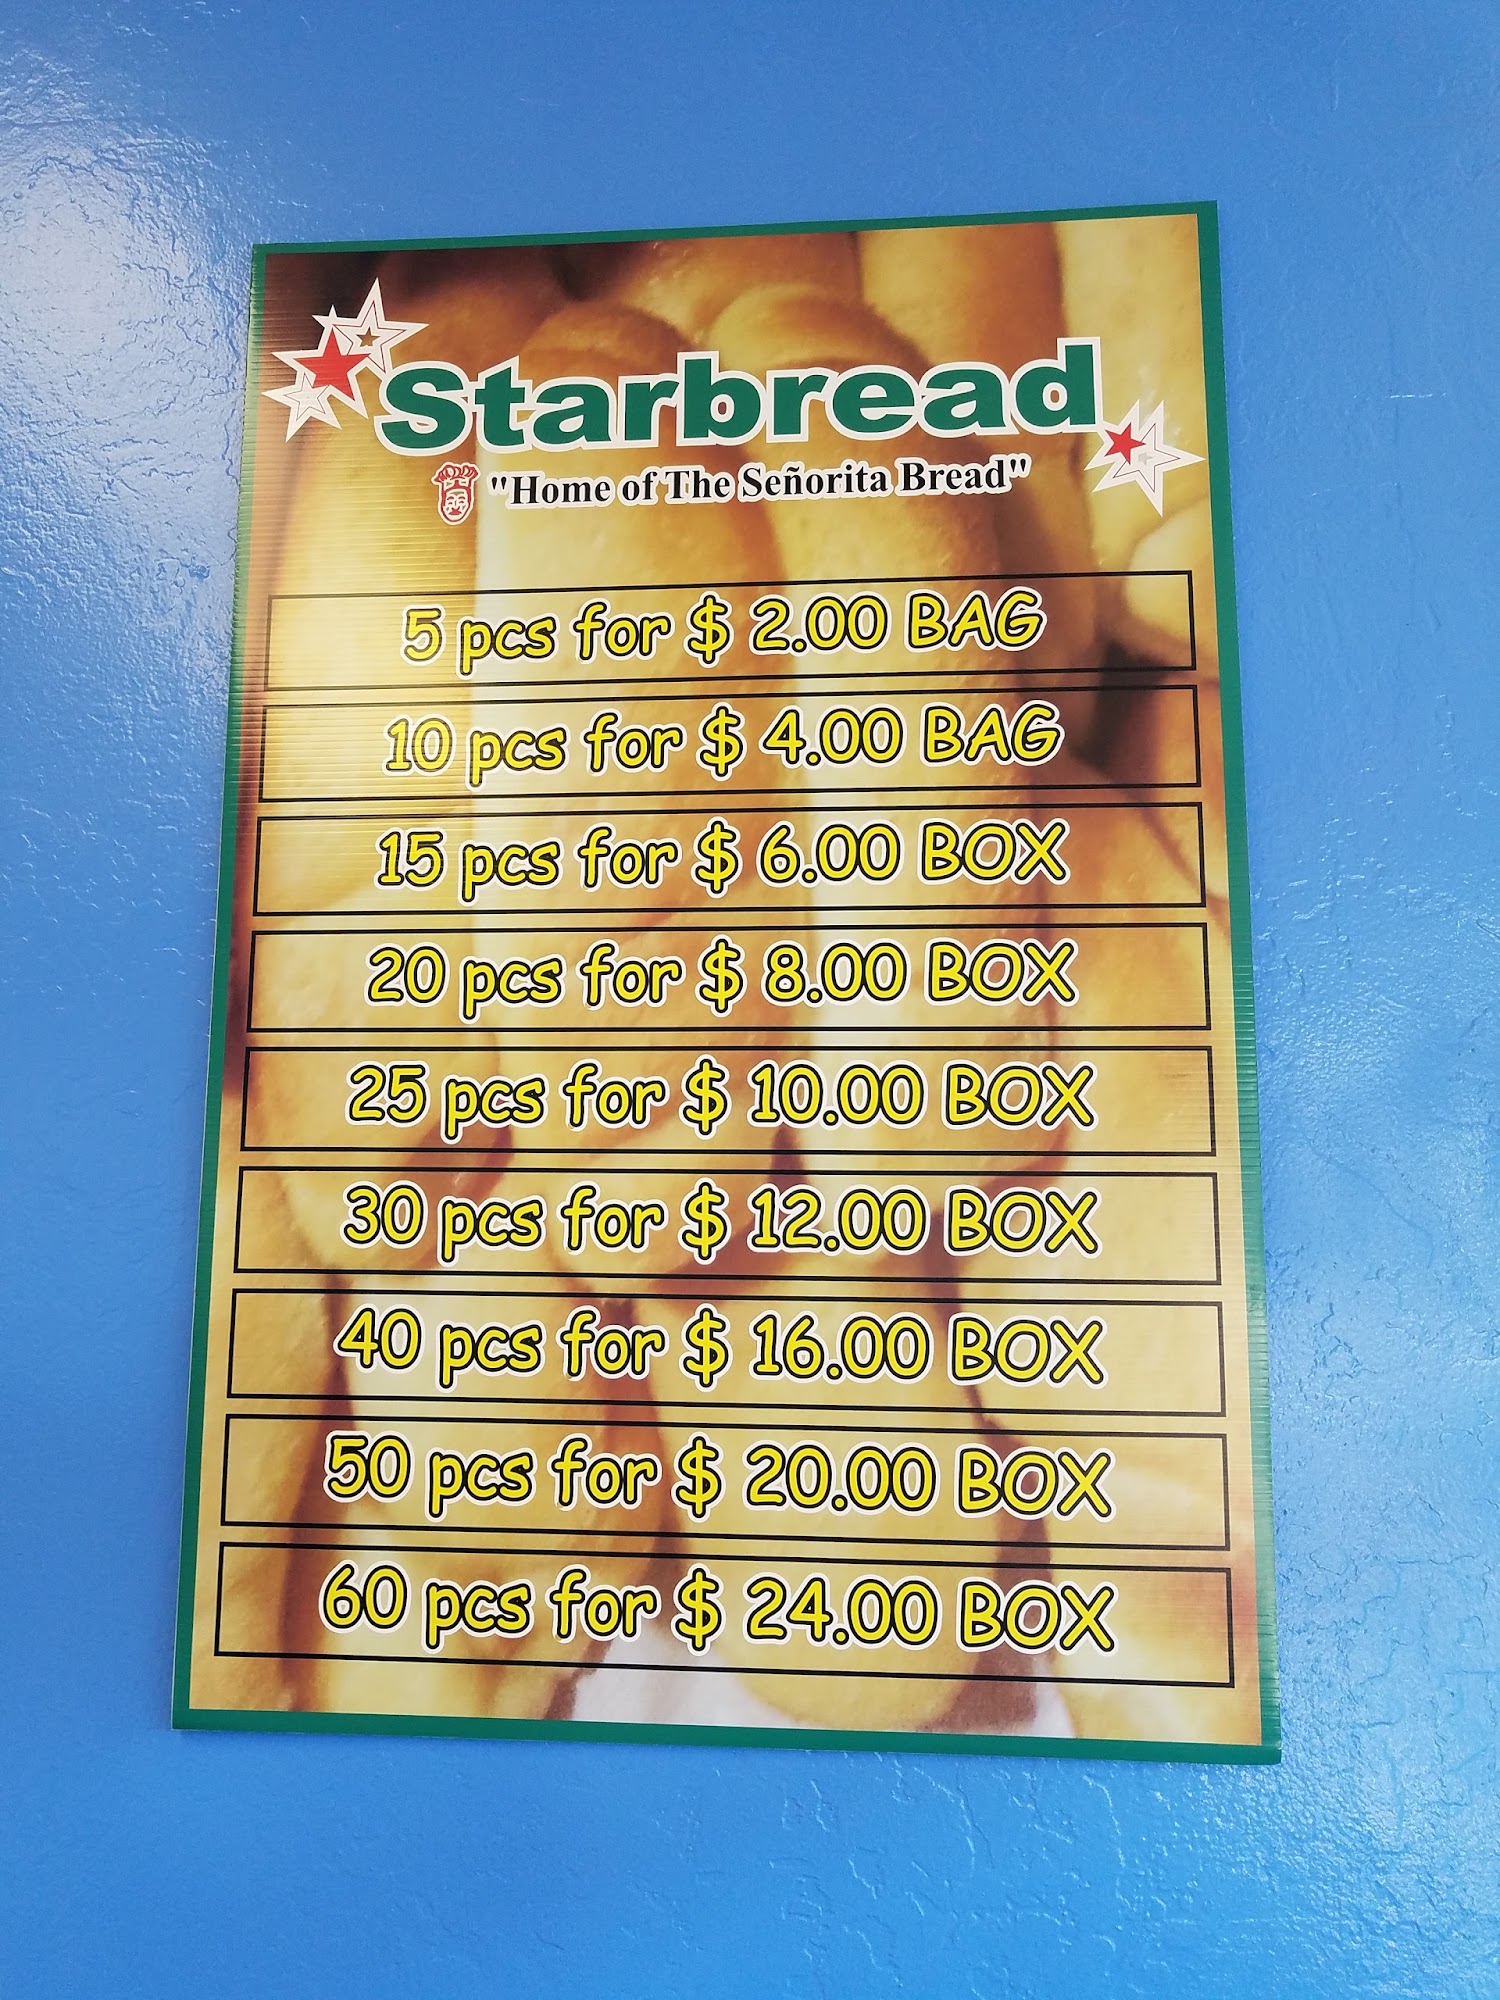 Starbread
"Home of The Señorita Bread"
5 pcs for $ 2.00 BAG
10 pcs for $ 4.00 BAG
15 pcs for $ 6.00 BOX
20 pcs for $ 8.00 BOX
25 pcs for $ 10.00 BOX
30 pcs for $ 12.00 BOX
40 pcs for $ 16.00 BOX
50 pcs for $ 20.00 BOX
60 pcs for $ 24.00 BOX